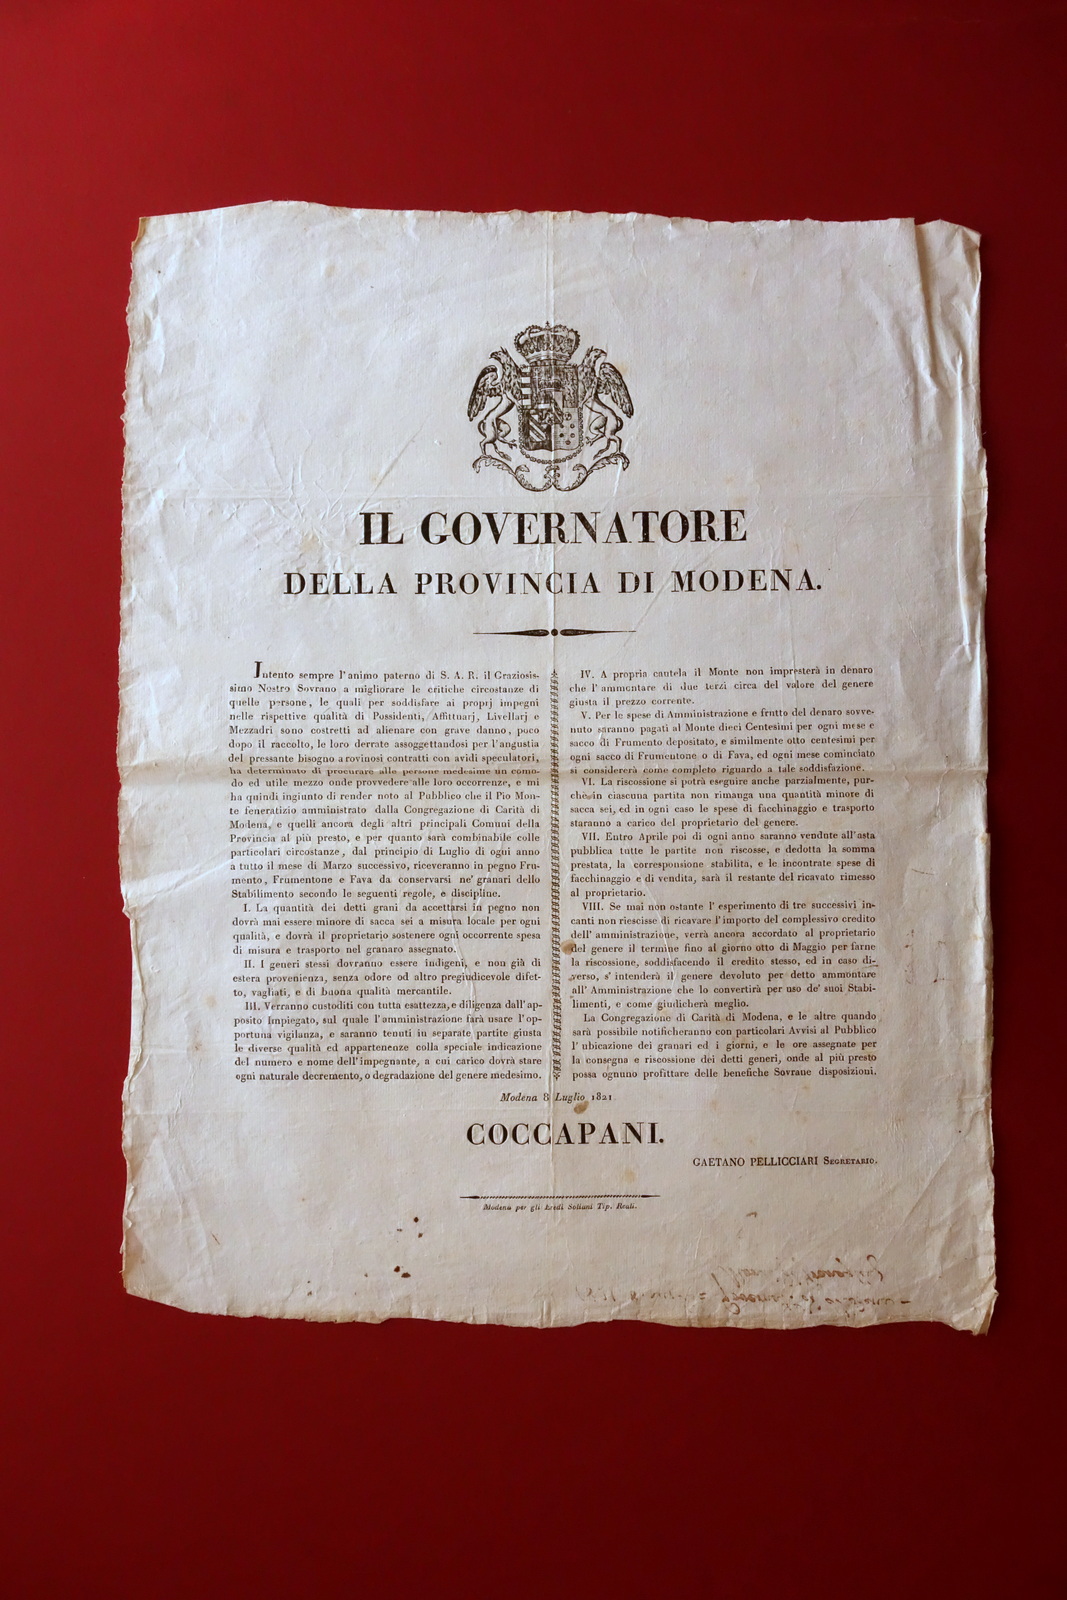 IL GOVERNATORE
DELLA PROVINCIA DI MODENA.
Intento sempre l'animo paterno di S. A. R. il Graziosis-
simo Nostro Sovrano a migliorare le critiche circostanze di
quelle persone, le quali per soddisfare ai proprj impegni
nelle rispettive qualità di Possidenti, Affittuarj, Livellarj e
Mezzadri sono costretti ad alienare con grave danno, poco
dopo il raccolto, le loro derrate assoggettandosi per l'angustia
del pressante bisogno a rovinosi contratti con avidi speculatori,
ha determinato di procurare alle persone medesime un como-
do ed utile mezzo onde provvedere alle loro occorrenze, e mi
ha quindi ingiunto di render noto al Pubblico che il Pio Mon-
te feneratizio amministrato dalla Congregazione di Carità di
Modena, e quelli ancora degli altri principali Comuni della
Provincia al più presto, e per quanto sarà combinabile colle
particolari circostanze, dal principio di Luglio di ogni anno
a tutto il mese di Marzo successivo, riceveranno in pegno Fru-
mento, Frumentone e Fava da conservarsi ne' granari dello
Stabilimento secondo le seguenti regole, e discipline.
I. La quantità dei detti grani da accettarsi in pegno non
dovrà mai essere minore di sacca sei a misura locale per ogni
qualità, e dovrà il proprietario sostenere ogni occorrente spesa
di misura e trasporto nel granaro assegnato.
II. I generi stessi dovranno essere indigeni, e non già di
estera provenienza, senza odore od altro pregiudicevole difet-
to, vagliati, e di buona qualità mercantile.
III. Verranno custoditi con tutta esattezza, e diligenza dall'ap-
posito Impiegato, sul quale l'amministrazione farà usare l'op-
portuna vigilanza, e saranno tenuti in separate partite giusta
le diverse qualità ed appartenenze colla speciale indicazione
del numero e nome dell'impegnante, a cui carico dovrà stare
ogni naturale decremento, o degradazione del genere medesimo.
IV. A propria cautela il Monte non impresterà in denaro
che l'ammontare di due terzi circa del valore del genere
giusta il prezzo corrente.
V. Per le spese di Amministrazione e frutto del denaro sovve-
nuto saranno pagati al Monte dieci Centesimi per ogni mese e
sacco di Frumento depositato, e similmente otto centesimi per
ogni sacco di Frumentone o di Fava, ed ogni mese cominciato
si considererà come completo riguardo a tale soddisfazione.
VI. La riscossione si potrà eseguire anche parzialmente, pur-
chè in ciascuna partita non rimanga una quantità minore di
sacca sei, ed in ogni caso le spese di facchinaggio e trasporto
staranno a carico del proprietario del genere.
VII. Entro Aprile poi di ogni anno saranno vendute all'asta
pubblica tutte le partite non riscosse, e dedotta la somma
prestata, la corresponsione stabilita, e le incontrate spese di
facchinaggio e di vendita, sarà il restante del ricavato rimesso
al proprietario.
VIII. Se mai non ostante l'esperimento di tre successivi in-
canti non riescisse di ricavare l'importo del complessivo credito
dell'amministrazione, verrà ancora accordato al proprietario
del genere il termine fino al giorno otto di Maggio per farne
la riscossione, soddisfacendo il credito stesso, ed in caso di-
verso, s'intenderà il genere devoluto per detto ammontare
all'Amministrazione che lo convertirà per uso de' suoi Stabi-
limenti, e come giudicherà meglio.
La Congregazione di Carità di Modena, e le altre quando
sarà possibile notificheranno con particolari Avvisi al Pubblico
l'ubicazione dei granari ed i giorni, e le ore assegnate per
la consegna e riscossione dei detti generi, onde al più presto
possa ognuno profittare delle benefiche Sovrane disposizioni.
Modena 8 Luglio 1821
COCCAPANI.
GAETANO PELLICCIARI SEGRETARIO.
Modena per gli Eredi Soliani Tip. Reali.